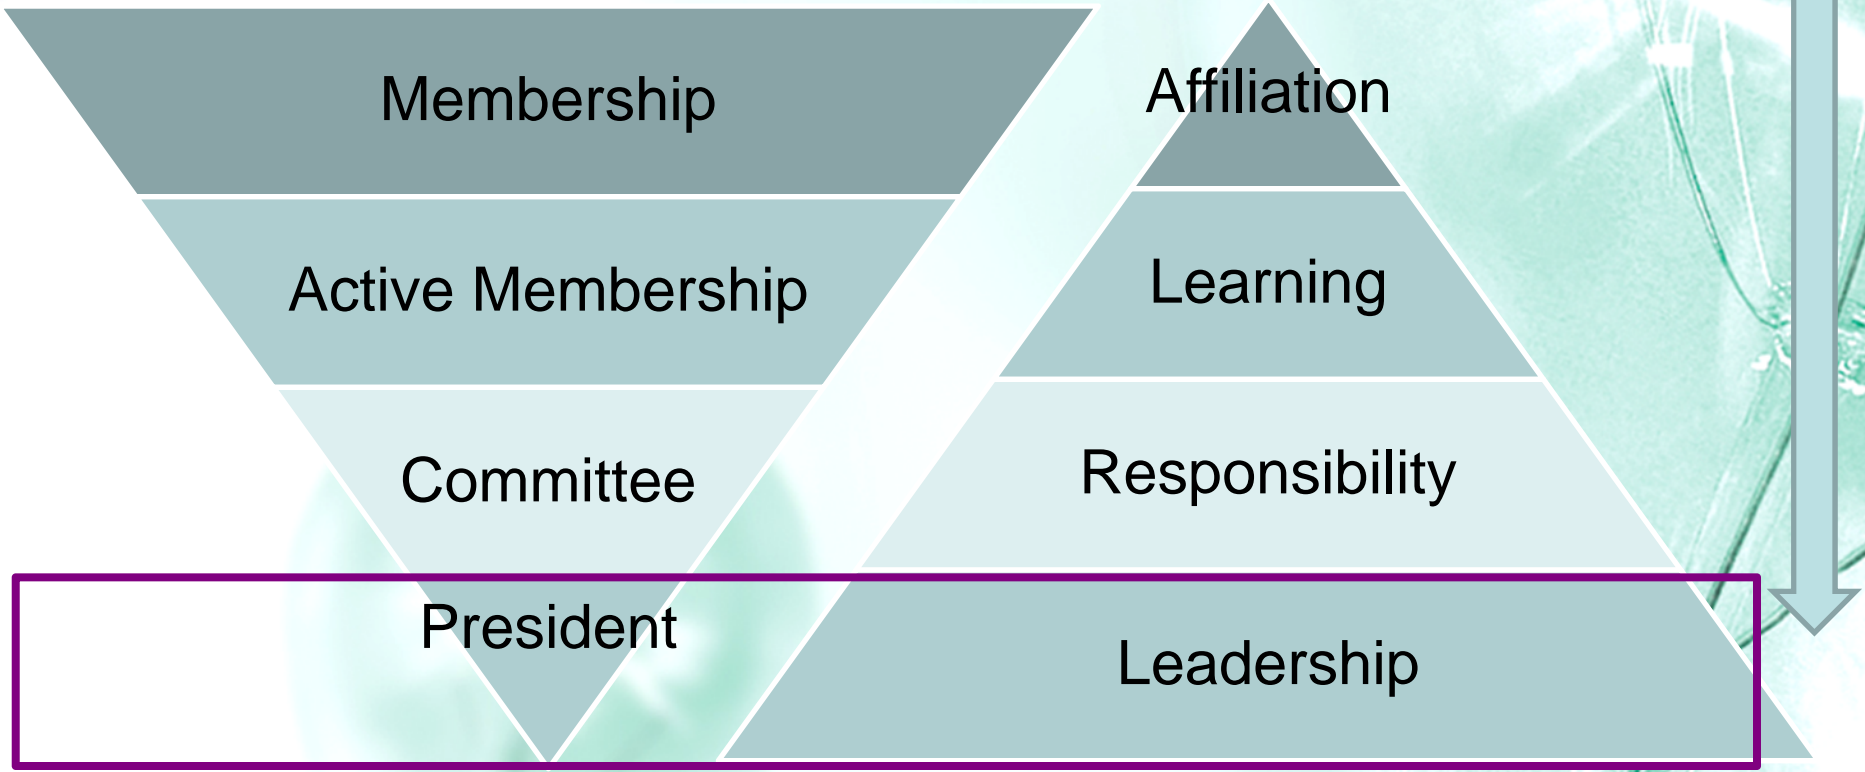 Membership
Affiliation
Active Membership
Learning
Committee
Responsibility
President
Leadership